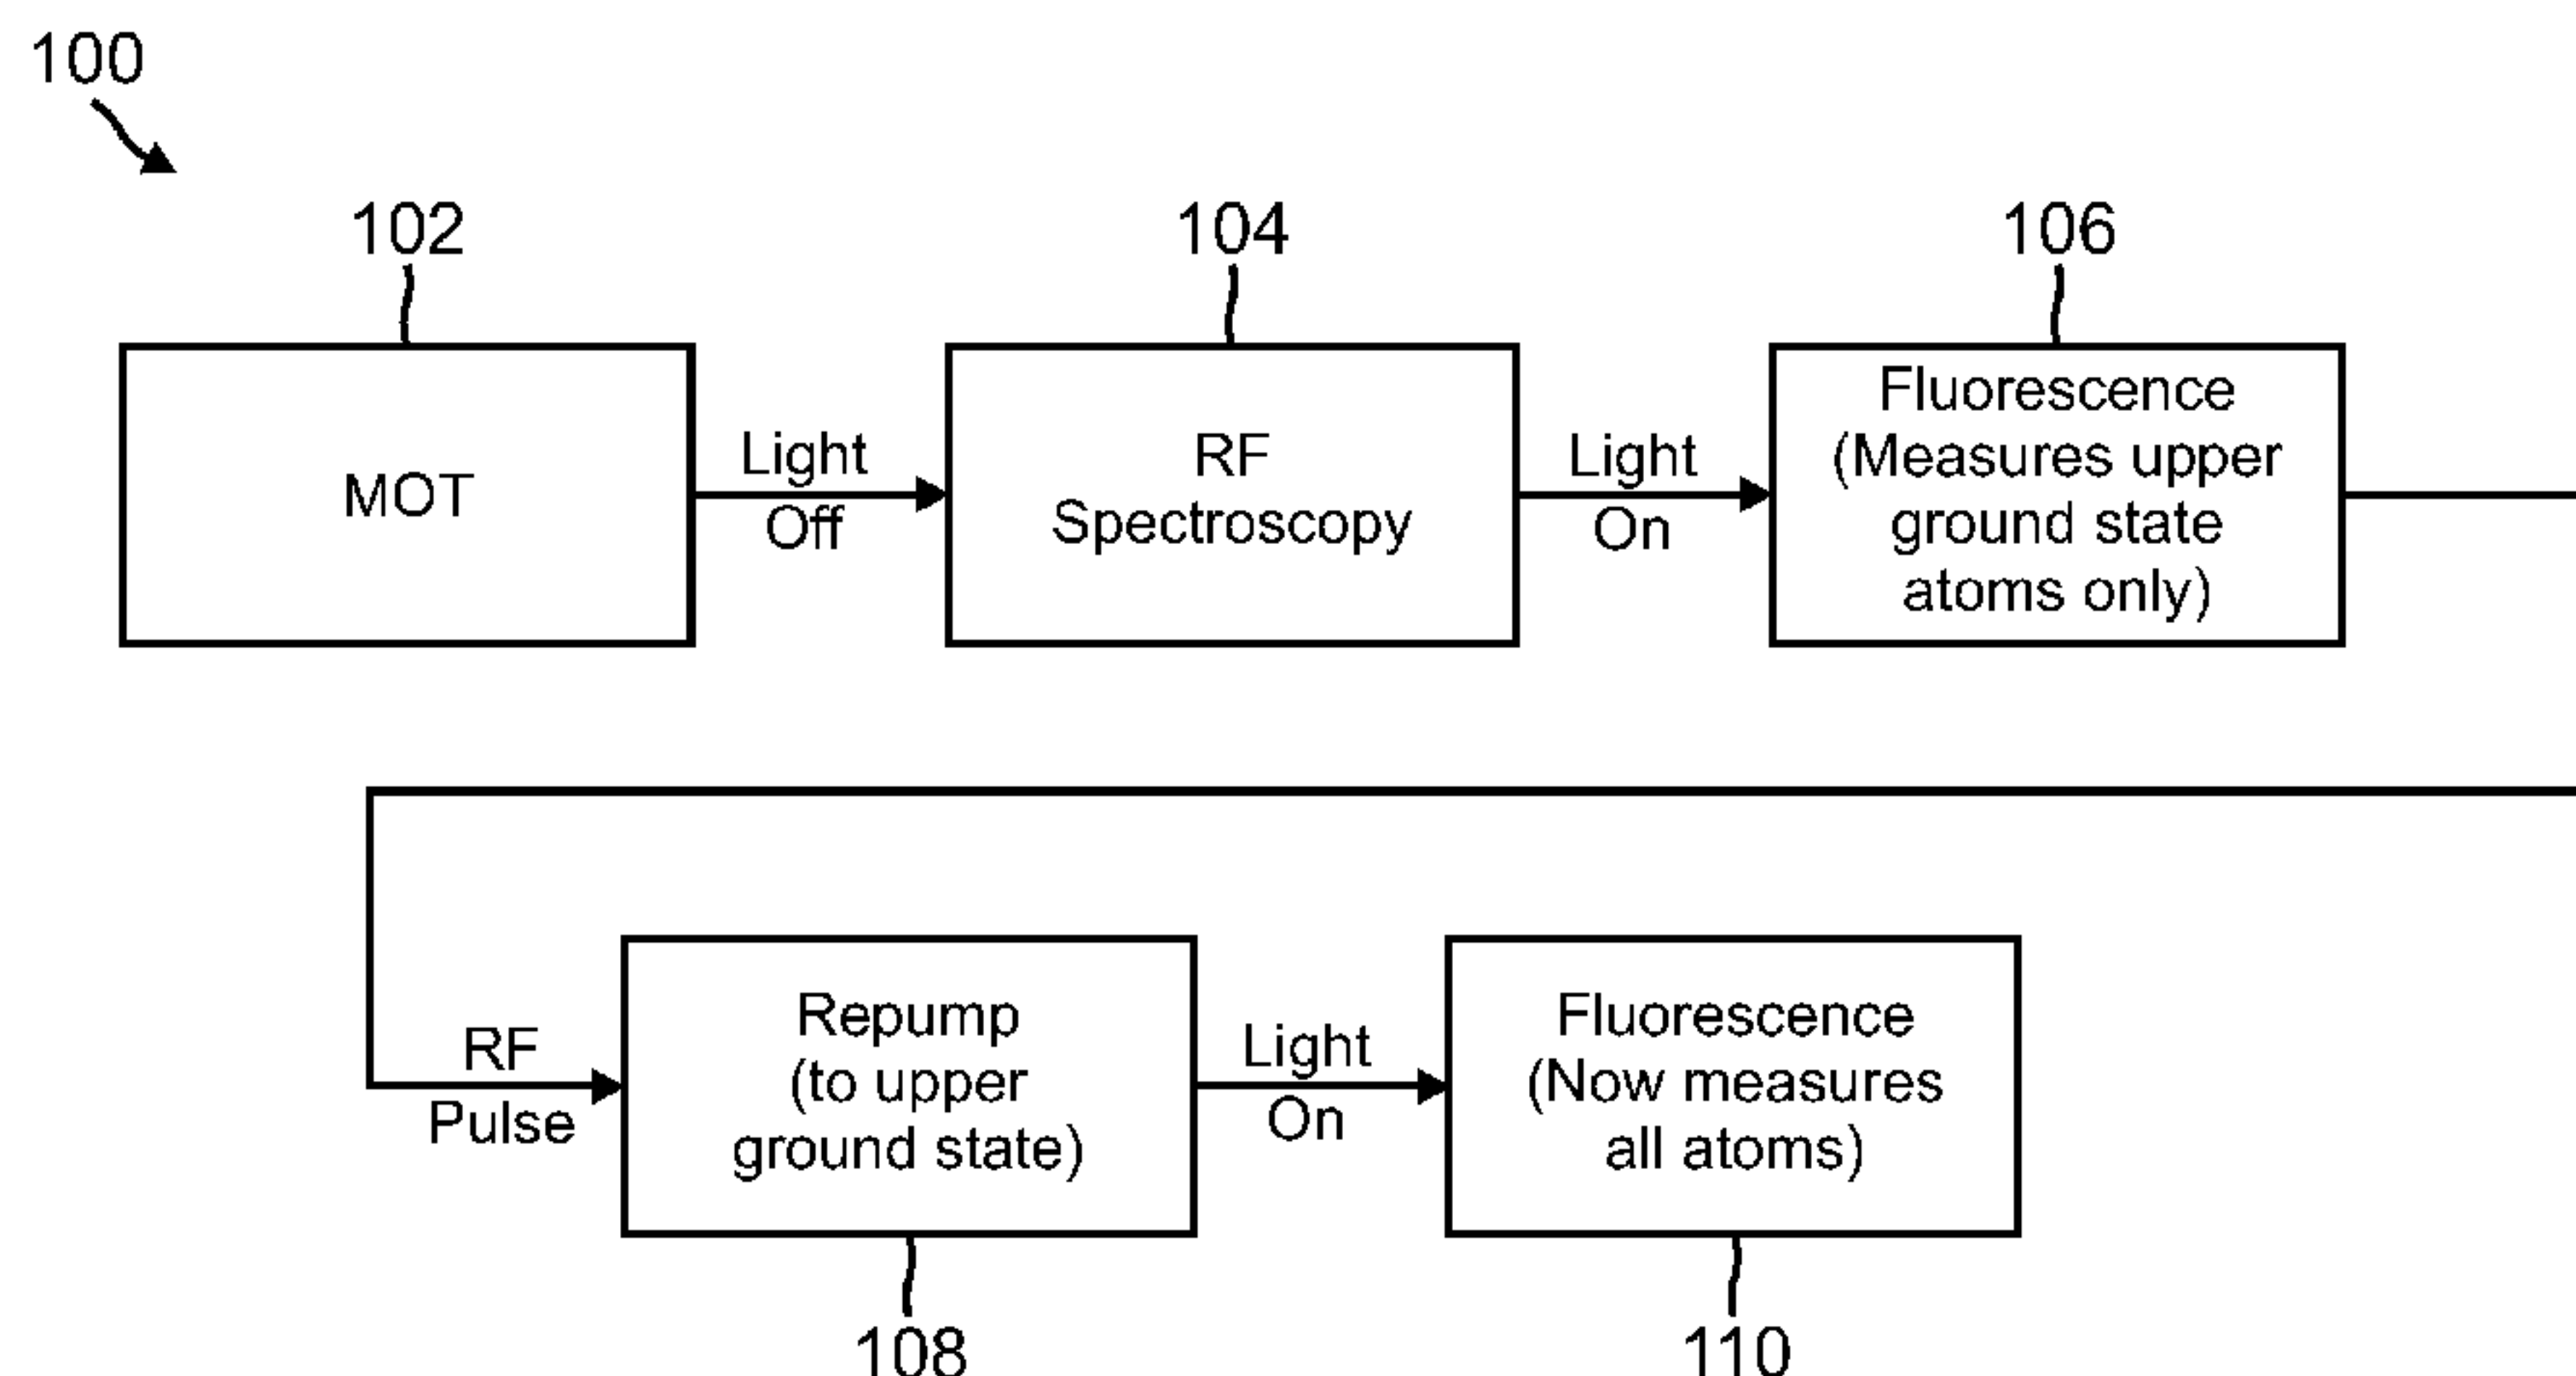 100
102
104
106
MOT
Light
Off
RF
Spectroscopy
Light
On
Fluorescence
(Measures upper
ground state
atoms only)
RF
Pulse
Repump
(to upper
ground state)
Light
On
Fluorescence
(Now measures
all atoms)
108
110